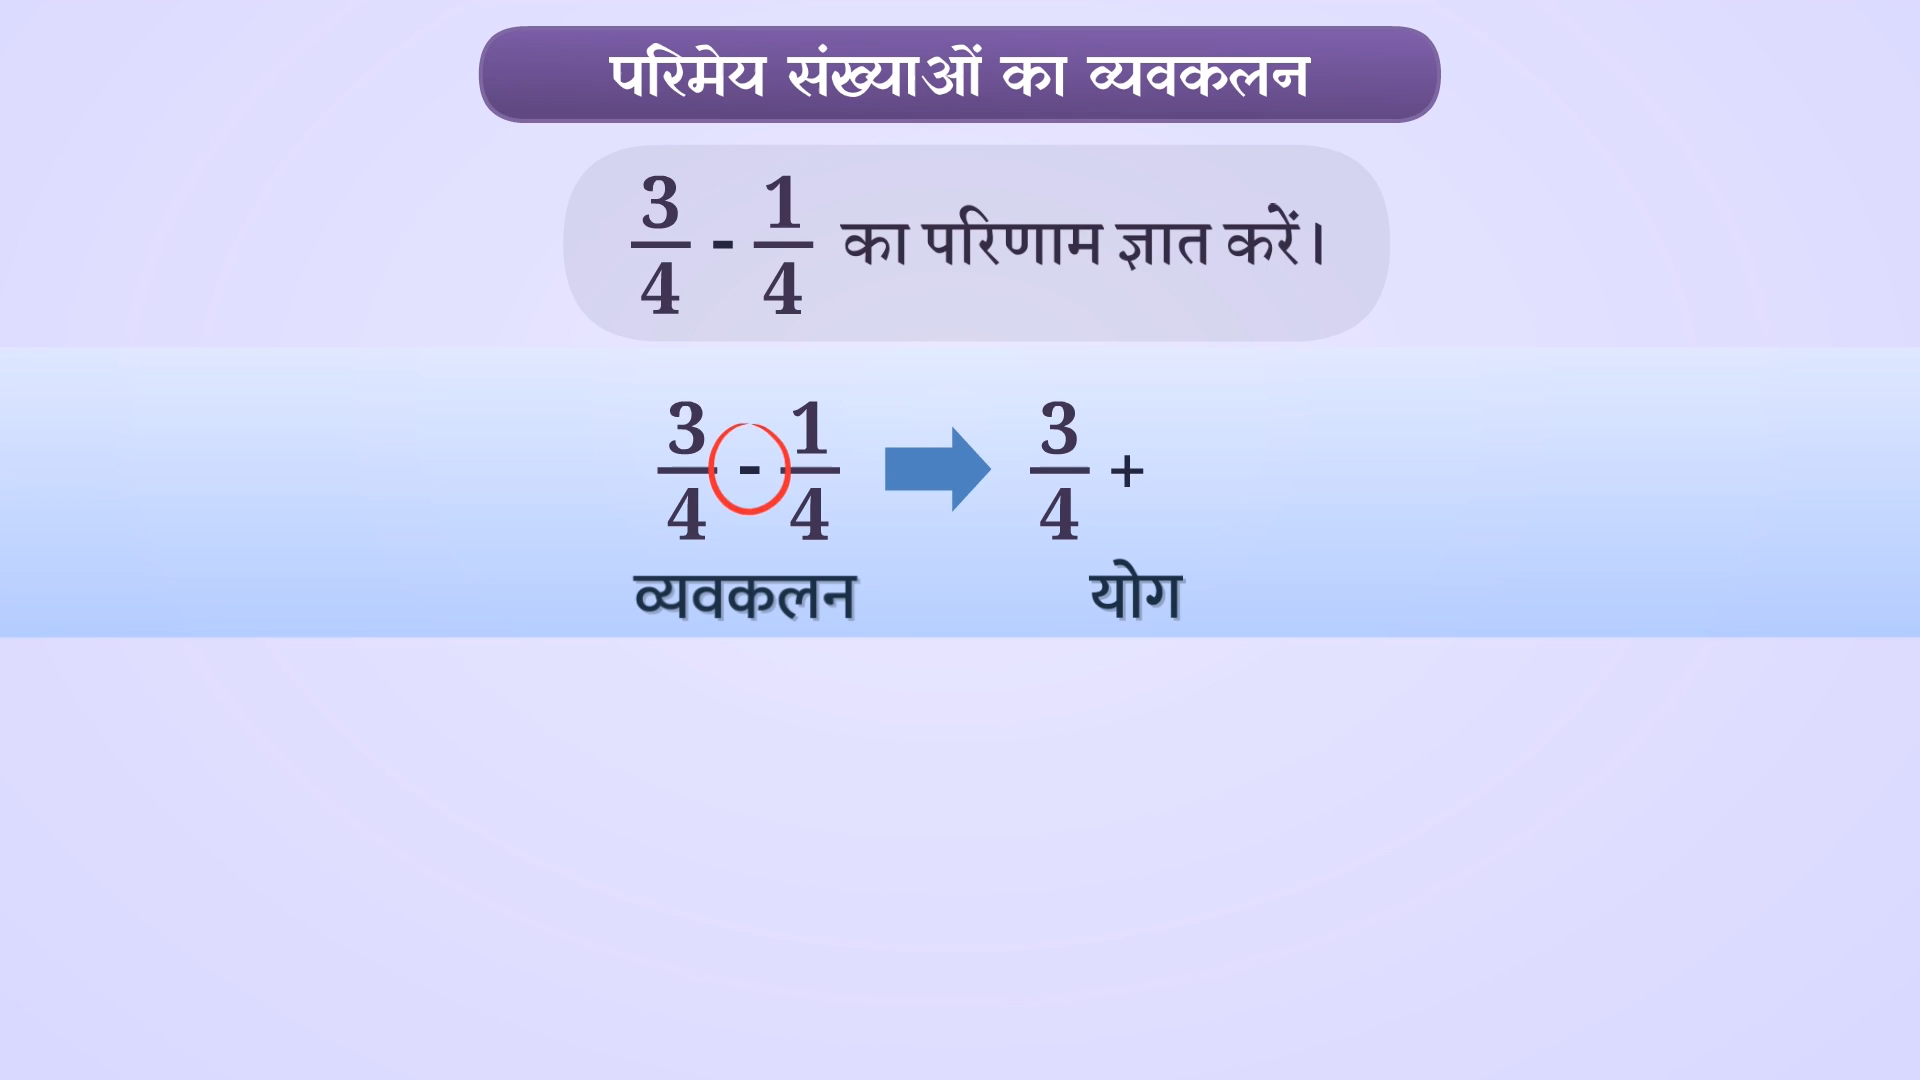 परिमेय संख्याओं का व्यवकलन
3/4 - 1/4 का परिणाम ज्ञात करें।
3/4 - 1/4 3/4 +
व्यवकलन योग